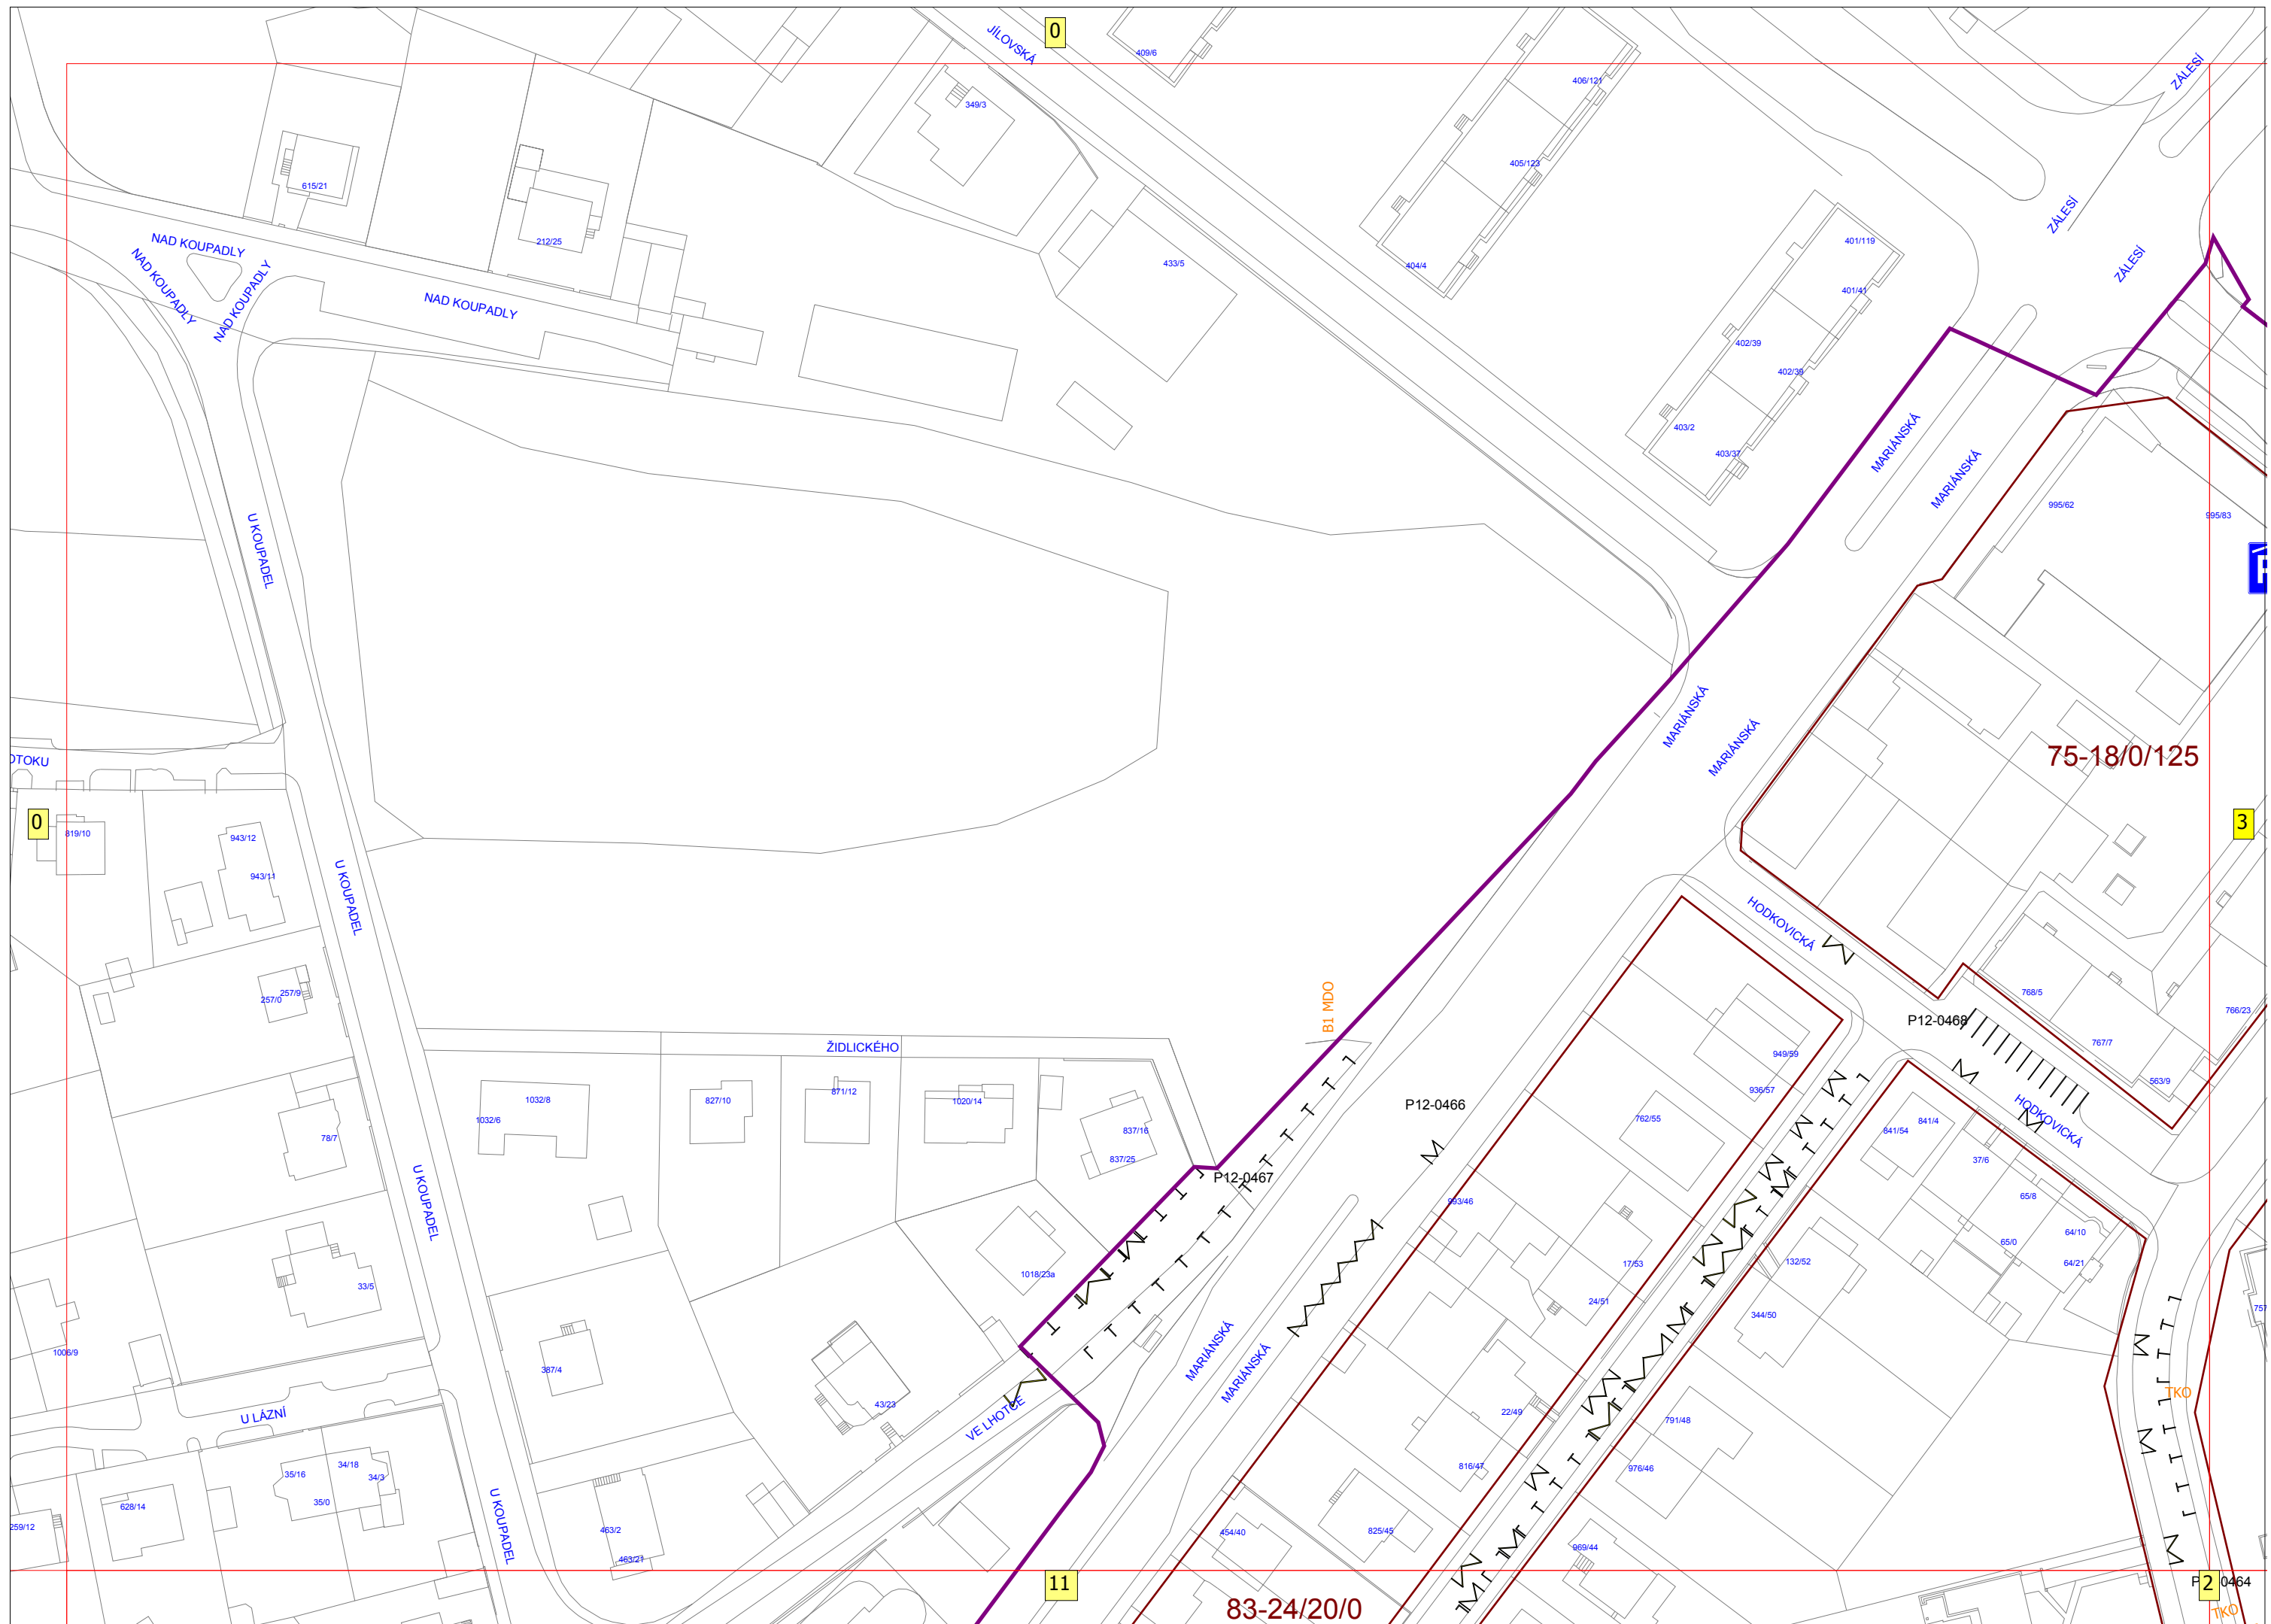 0
JÍLOVSKÁ
409/6
406/121
ZÁLESÍ
349/3
405/123
615/21
ZÁLESÍ
212/25
401/119
NAD KOUPADLY
433/5
404/4
ZÁLESÍ
NAD KOUPADLY
NAD KOUPADLY
401/41
NAD KOUPADLY
402/39
402/39
403/2
MARIÁNSKÁ
403/37
MARIÁNSKÁ
995/62
995/83
U KOUPADEL
MARIÁNSKÁ
MARIÁNSKÁ
75-18/0/125
OTOKU
0
819/10
943/12
3
943/11
U KOUPADEL
HODKOVICKÁ
257/0
257/9
B1 MDO
768/5
766/23
P12-0468
767/7
ŽIDLICKÉHO
949/59
563/9
936/57
1032/8
827/10
871/12
1020/14
P12-0466
HODKOVICKÁ
1032/6
762/55
841/4
841/54
837/16
78/7
837/25
37/6
P12-0467
U KOUPADEL
993/46
65/8
64/10
65/0
1018/23a
17/53
132/52
64/21
33/5
24/51
344/50
757
1006/9
387/4
MARIÁNSKÁ
MARIÁNSKÁ
TKO
43/23
VE LHOTCE
22/49
791/48
U LÁZNÍ
816/47
976/46
35/16
34/18
34/3
35/0
628/14
U KOUPADEL
259/12
463/2
454/40
825/45
969/44
463/21
11
2
0464
83-24/20/0
TKO